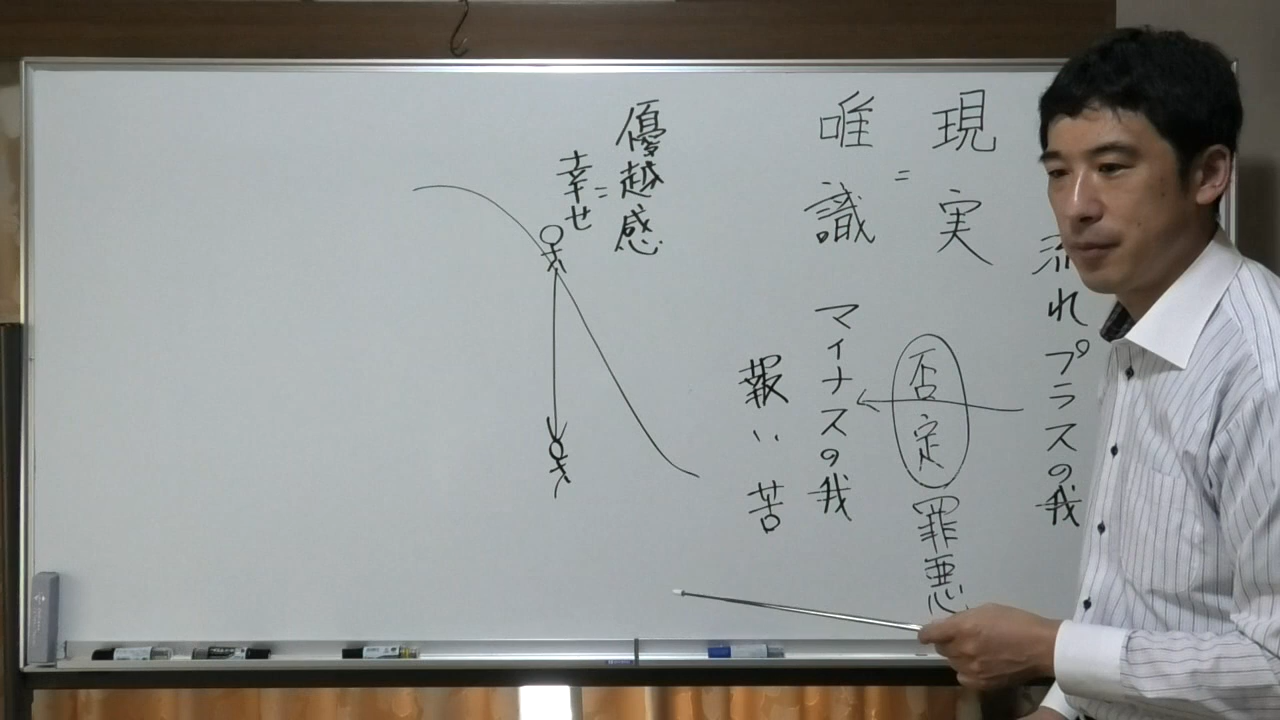 現実
=
唯識
流れプラスの我
否定
罪悪
マイナスの我
報い 苦
優越感
=
幸せ